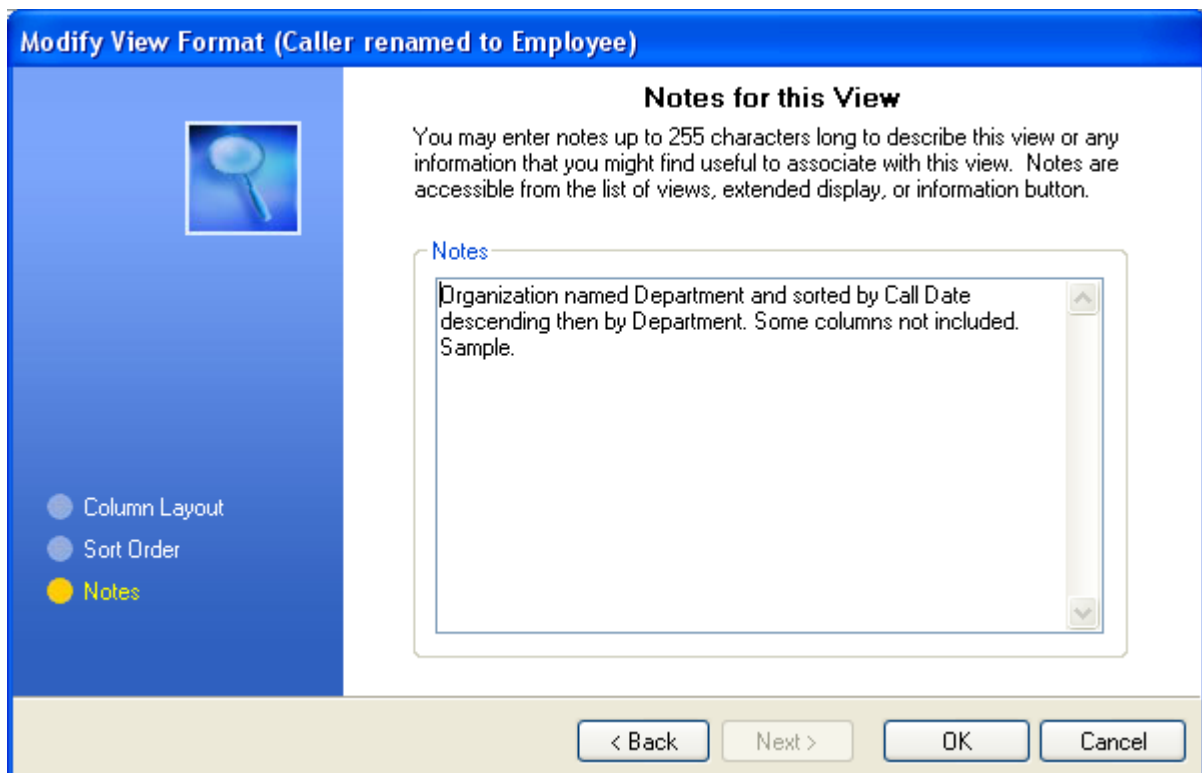 Modify View Format (Caller renamed to Employee)
Notes for this View
You may enter notes up to 255 characters long to describe this view or any
information that you might find useful to associate with this view.  Notes are
accessible from the list of views, extended display, or information button.
Notes
Organization named Department and sorted by Call Date
descending then by Department. Some columns not included.
Sample.
Column Layout
Sort Order
Notes
< Back
Next >
OK
Cancel